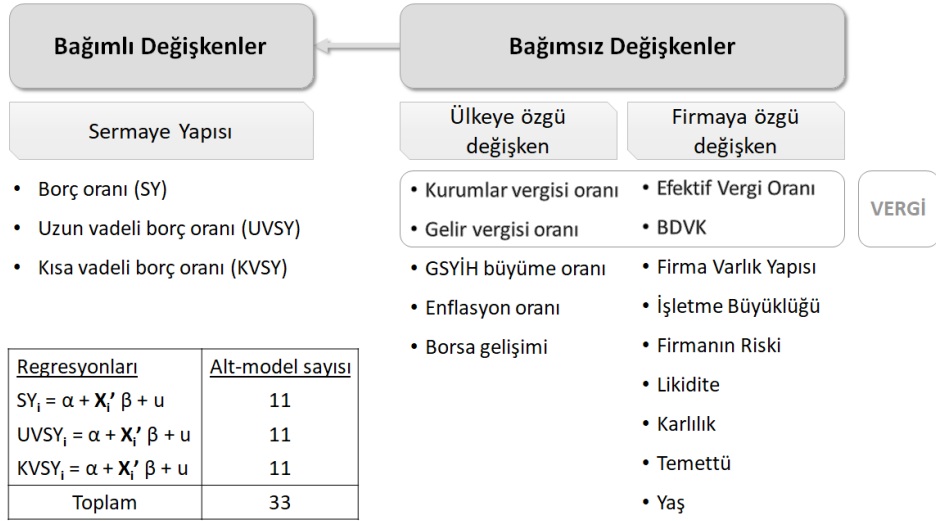 Bağımlı Değişkenler
Bağımsız Değişkenler
Sermaye Yapısı
Ülkeye özgü
değişken
Firmaya özgü
değişken
• Borç oranı (SY)
• Uzun vadeli borç oranı (UVSY)
• Kısa vadeli borç oranı (KVSY)
• Kurumlar vergisi oranı
• Gelir vergisi oranı
• GSYİH büyüme oranı
• Enflasyon oranı
• Borsa gelişimi
• Efektif Vergi Oranı
• BDVK
• Firma Varlık Yapısı
• İşletme Büyüklüğü
• Firmanın Riski
• Likidite
• Karlılık
• Temettü
• Yaş
VERGİ
Regresyonları Alt-model sayısı
SYi = α + Xi’ β + u 11
UVSYi = α + Xi’ β + u 11
KVSYi = α + Xi’ β + u 11
Toplam 33